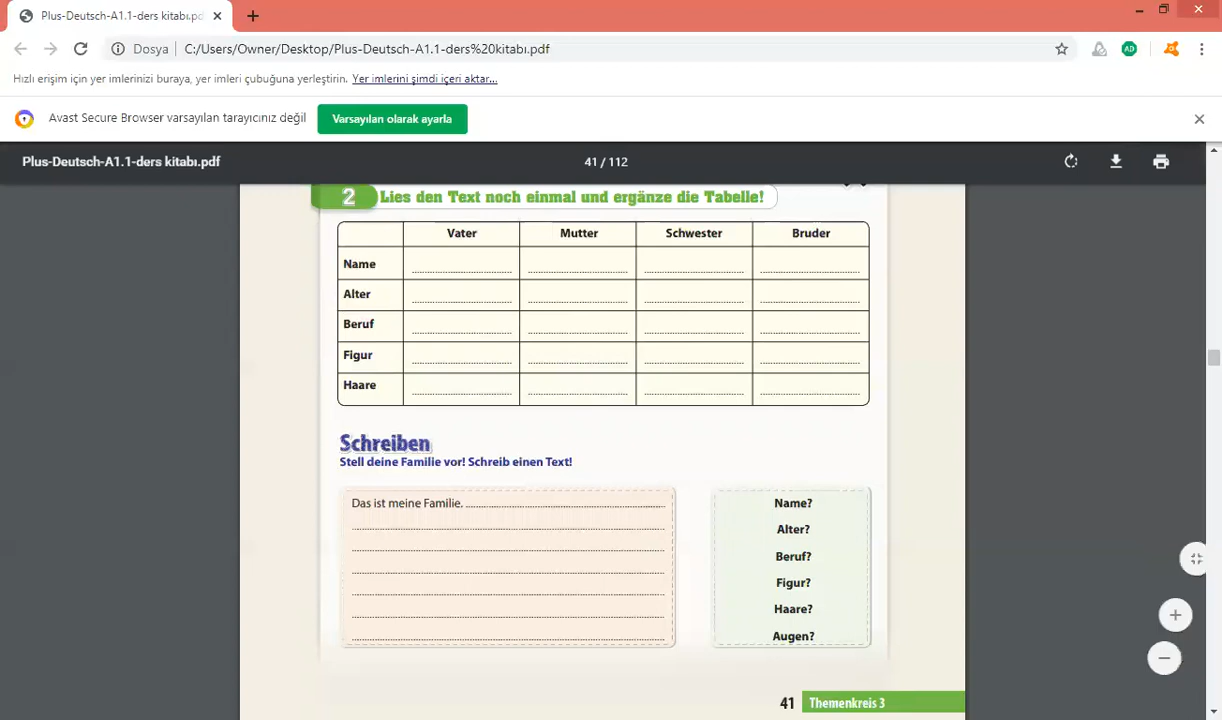 Plus-Deutsch-A1.1-ders kitabı.pd
Dosya C:/Users/Owner/Desktop/Plus-Deutsch-A1.1-ders%20kitabı.pdf
AD
Hızlı erişim için yer imlerinizi buraya, yer imleri çubuğuna yerleştirin. Yer imlerini şimdi içeri aktar...
Avast Secure Browser varsayılan tarayıcınız değil Varsayılan olarak ayarla
Plus-Deutsch-A1.1-ders kitabı.pdf 41 / 112
2 Lies den Text noch einmal und ergänze die Tabelle!
Vater Mutter Schwester Bruder
Name
Alter
Beruf
Figur
Haare
Schreiben
Stell deine Familie vor! Schreib einen Text!
Das ist meine Familie.
Name?
Alter?
Beruf?
Figur?
Haare?
Augen?
41 Themenkreis 3